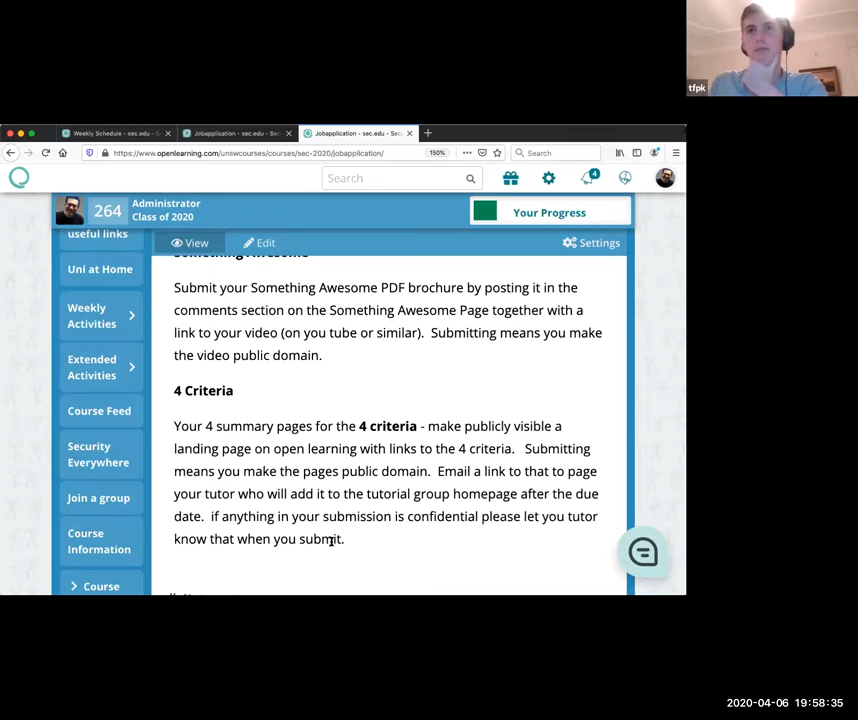 tfpk
Weekly Schedule - sec.edu - S
Jobapplication - sec.edu - Sec
Jobapplication - sec.edu - Sec
https://www.openlearning.com/unswcourses/courses/sec-2020/jobapplication/
150%
Search
Search
4
264
Administrator
Class of 2020
Your Progress
useful links
Uni at Home
Weekly
Activities
Extended
Activities
Course Feed
Security
Everywhere
Join a group
Course
Information
Course
View
Edit
Settings
Something Awesome
Submit your Something Awesome PDF brochure by posting it in the
comments section on the Something Awesome Page together with a
link to your video (on you tube or similar). Submitting means you make
the video public domain.
4 Criteria
Your 4 summary pages for the 4 criteria - make publicly visible a
landing page on open learning with links to the 4 criteria. Submitting
means you make the pages public domain. Email a link to that to page
your tutor who will add it to the tutorial group homepage after the due
date. if anything in your submission is confidential please let you tutor
know that when you submit.
2020-04-06 19:58:35